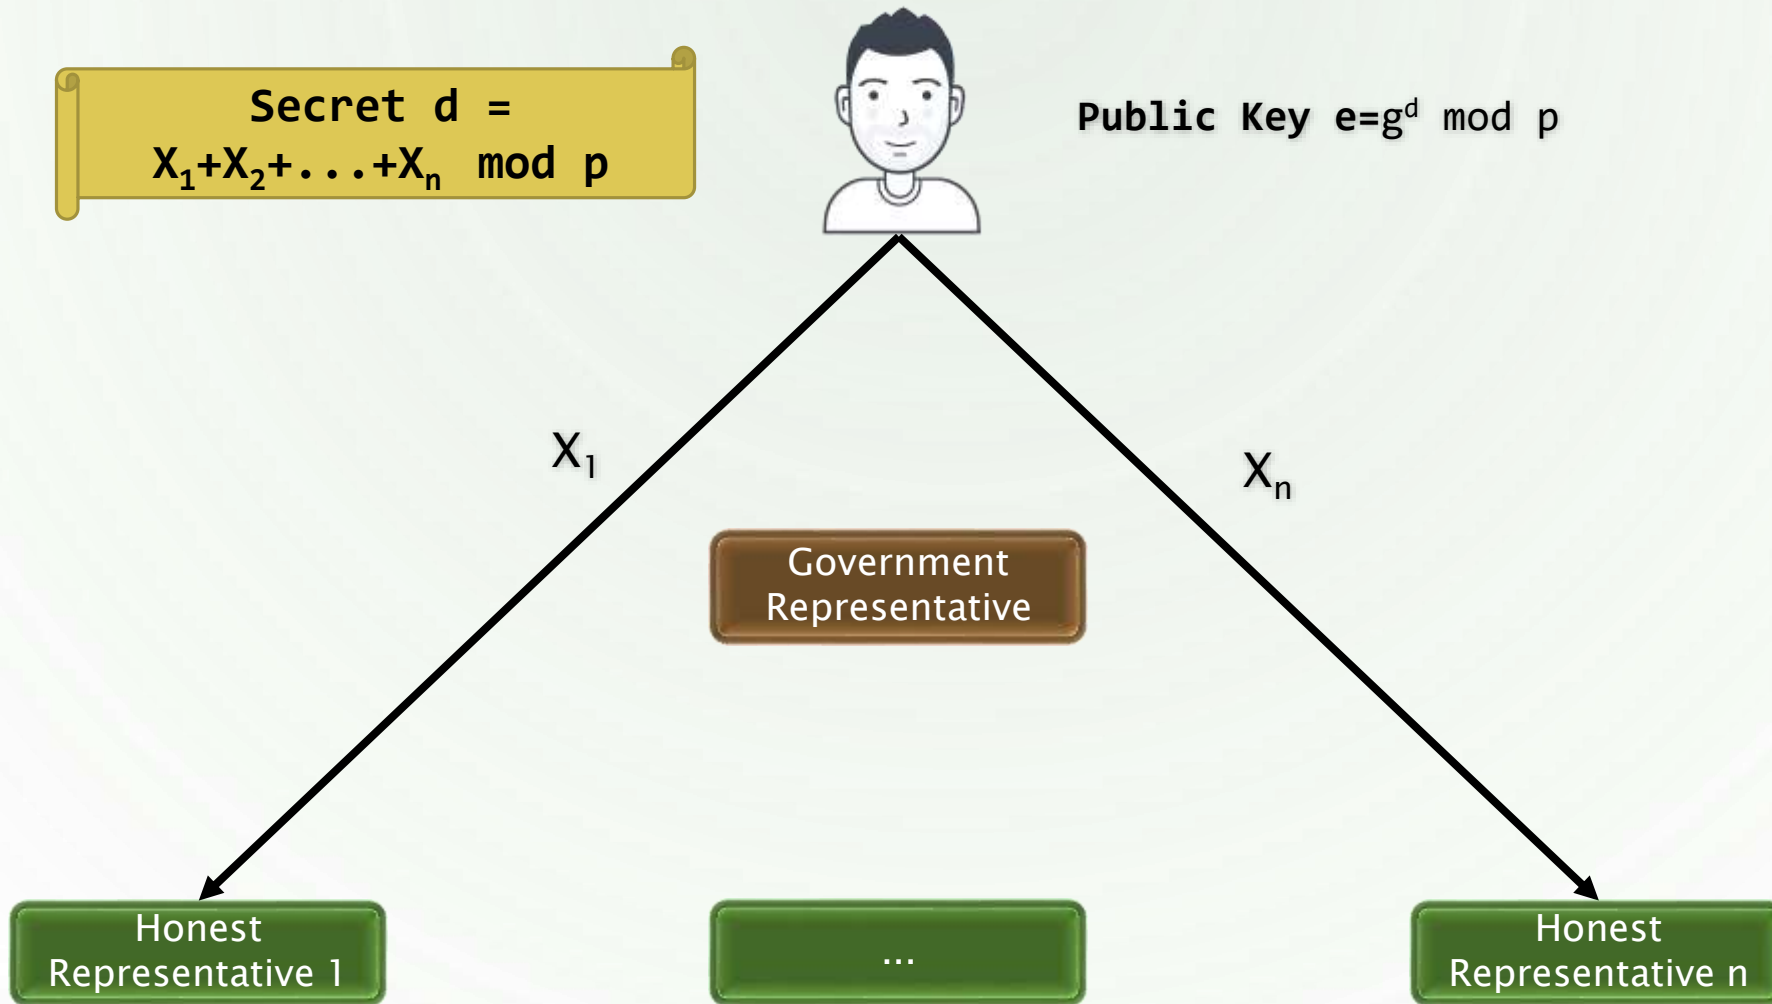 Secret d =
X₁+X₂+...+Xₙ mod p
Public Key e=gᵈ mod p
X₁
Xₙ
Government
Representative
Honest
Representative 1
...
Honest
Representative n